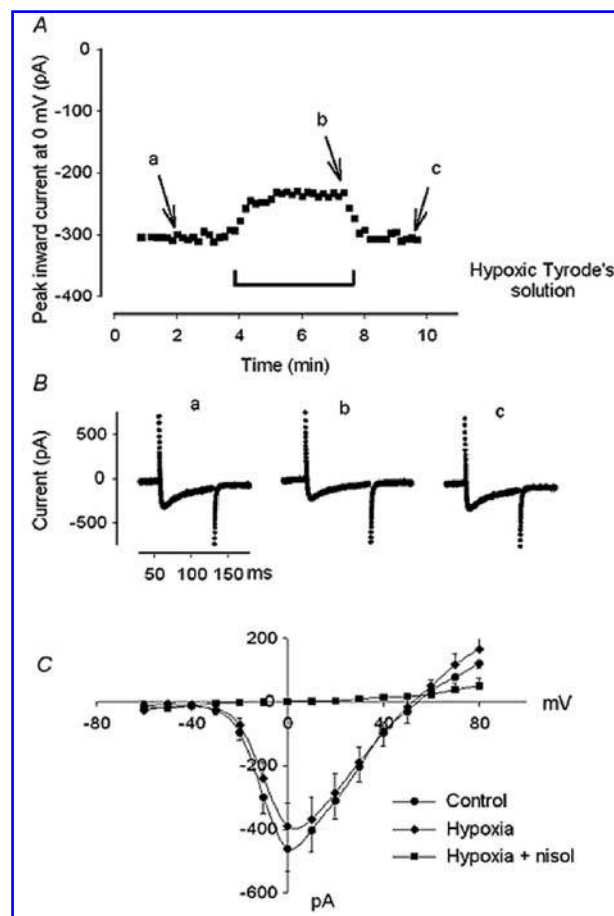 A
Peak inward current at 0 mV (pA)
0
-100
-200
-300
-400
a
b
c
Hypoxic Tyrode's
solution
0 2 4 6 8 10
Time (min)
B
a b c
Current (pA)
500
0
-500
50 100 150 ms
C
200
0
-200
-400
-600
-80 -40 0 40 80
mV
pA
Control
Hypoxia
Hypoxia + nisol